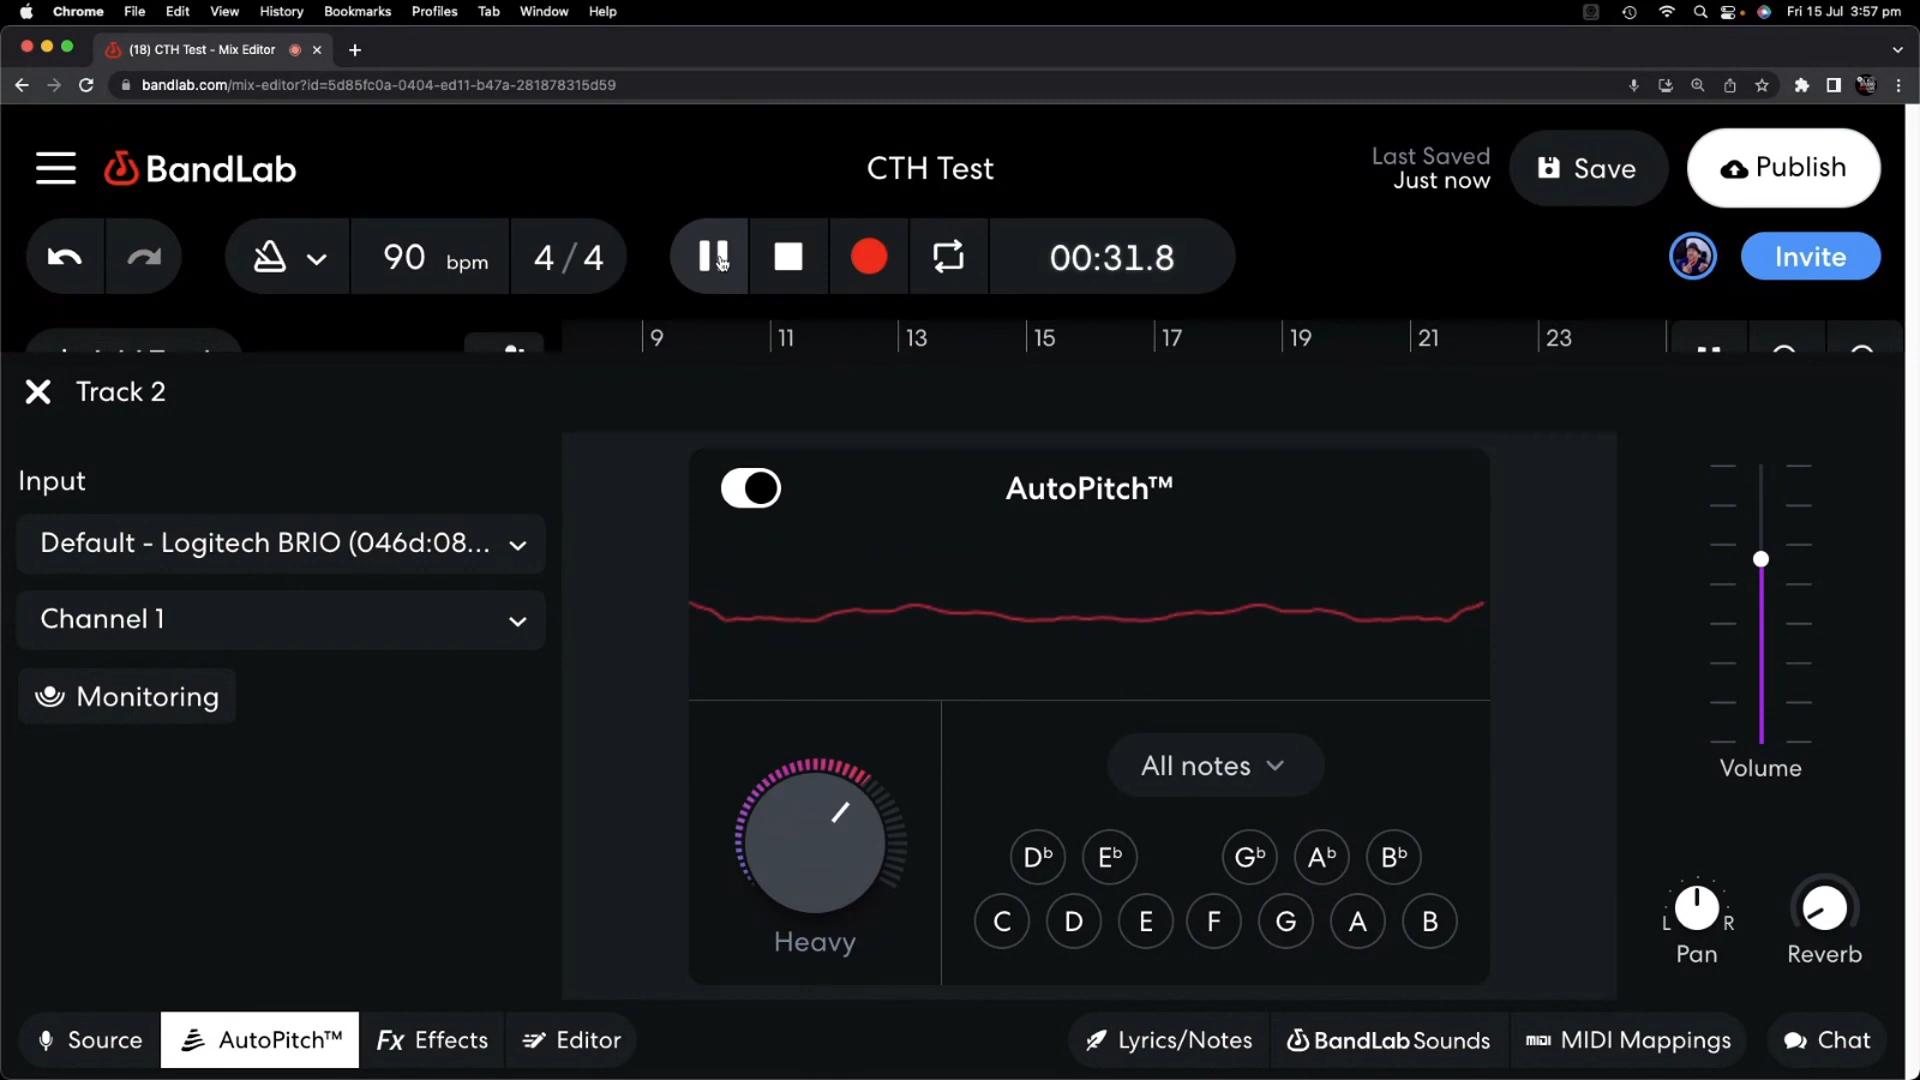 Chrome File Edit View History Bookmarks Profiles Tab Window Help Fri 15 Jul 3:57 pm
(18) CTH Test - Mix Editor
bandlab.com/mix-editor?id=5d85fc0a-0404-ed11-b47a-281878315d59
BandLab
CTH Test
Last Saved
Just now
Save
Publish
90 bpm
4 / 4
00:31.8
Invite
9 11 13 15 17 19 21 23
Track 2
Input
Default - Logitech BRIO (046d:08...
Channel 1
Monitoring
AutoPitch™
All notes
D♭ E♭ G♭ A♭ B♭
C D E F G A B
Heavy
Volume
L R
Pan
Reverb
Source
AutoPitch™
Fx Effects
Editor
Lyrics/Notes
BandLab Sounds
MIDI MIDI Mappings
Chat